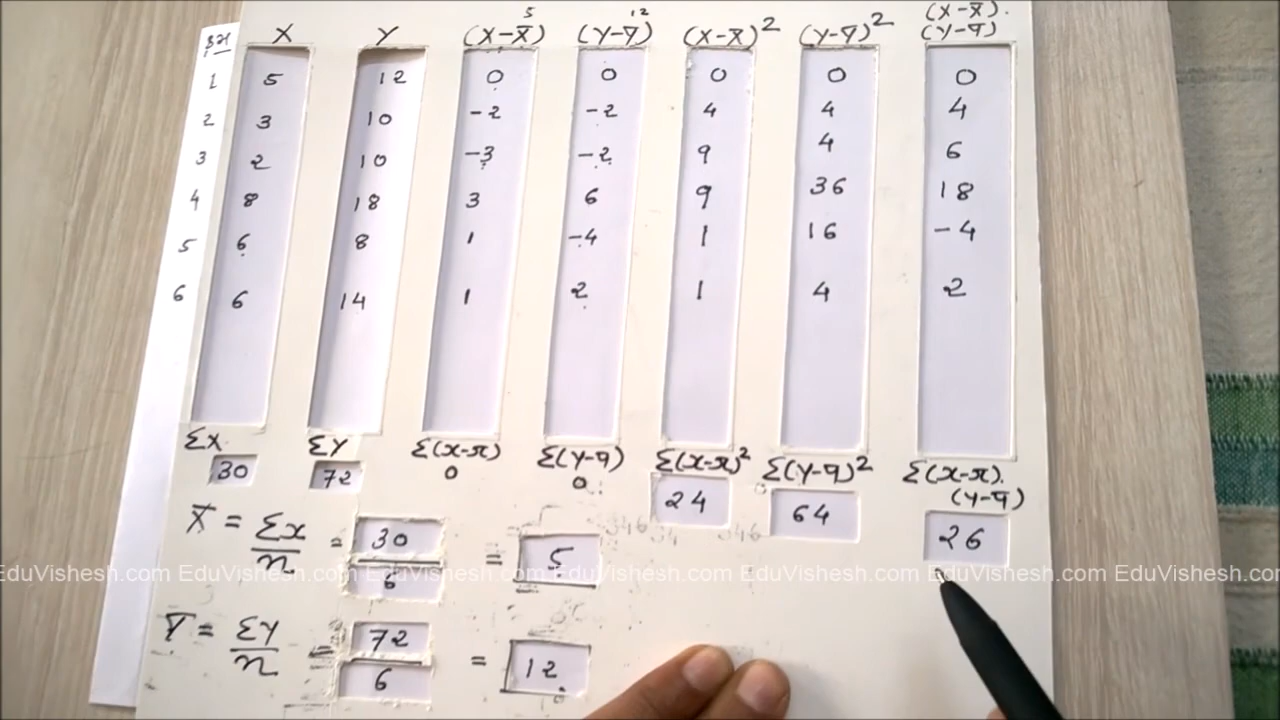 5 12 (X-X̄).
ક્રમ X Y (X-X̄) (Y-Ȳ) (X-X̄)² (Y-Ȳ)² (Y-Ȳ)
1 5 12 0 0 0 0 0
2 3 10 -2 -2 4 4 4
3 2 10 -3 -2 9 4 6
4 8 18 3 6 9 36 18
5 6 8 1 -4 1 16 -4
6 6 14 1 2 1 4 2
ΣX ΣY Σ(X-X̄) Σ(Y-Ȳ) Σ(X-X̄)² Σ(Y-Ȳ)² Σ(X-X̄).
(Y-Ȳ)
30 72 0 0 24 64 26
X̄ = Σx/n = 30/6 = 5
EduVishesh.com EduVishesh.com EduVishesh.com EduVishesh.com EduVishesh.com EduVishesh.com EduVishesh.com
Ȳ = ΣY/n = 72/6 = 12